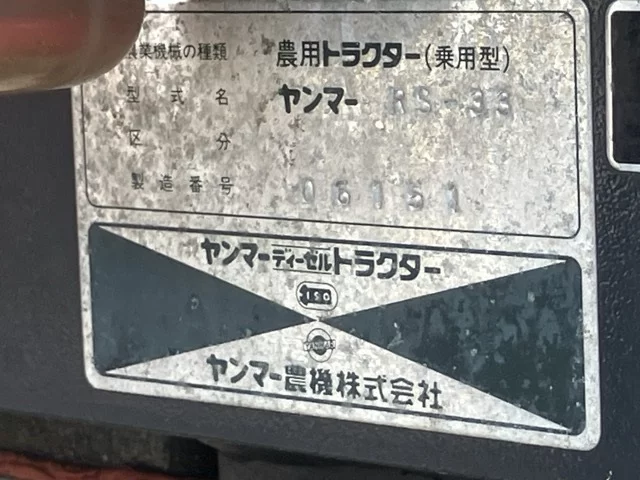 農業機械の種類 農用トラクター(乗用型)
型式名 ヤンマー RS-33
区分
製造番号 06151
ヤンマーディーゼルトラクター
ヤンマー農機株式会社